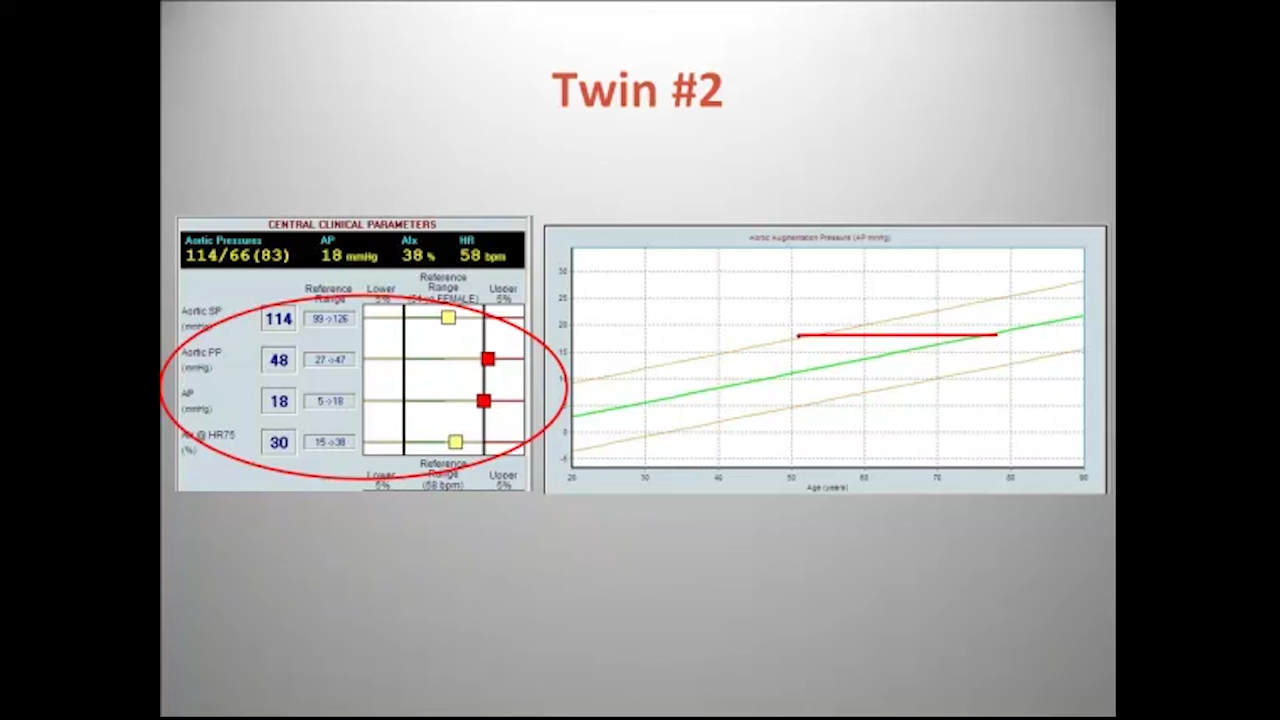 Twin #2
CENTRAL CLINICAL PARAMETERS
Aortic Pressures AP AIx HR
114/66(83) 18 mmHg 38 % 58 bpm
Reference Range Lower 5% Reference Range FEMALE) Upper 5%
Aortic SP (mmHg) 114 99->126
Aortic PP (mmHg) 48 27->47
AP (mmHg) 18 5->18
AIx @ HR75 (%) 30 15->38
Lower 5% Reference Range (58 bpm) Upper 5%
Aortic Augmentation Pressure (AP mmHg)
30
25
20
15
10
5
0
-5
20 30 40 50 60 70 80 90
Age (years)